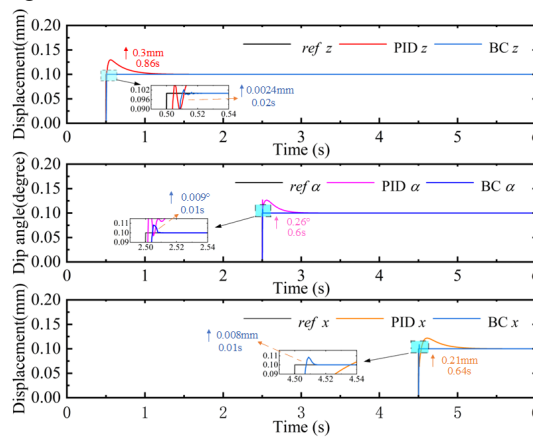 Displacement(mm)
0.20
0.15
0.10
0.05
0.00
ref z
PID z
BC z
↑ 0.3mm
0.86s
0.102
0.096
0.090
0.50
0.52
0.54
↑ 0.0024mm
0.02s
0 1 2 3 4 5 6
Time (s)
Dip angle(degree)
0.20
0.15
0.10
0.05
0.00
ref α
PID α
BC α
↑ 0.009°
0.01s
0.11
0.10
0.09
2.50 2.52 2.54
↑ 0.26°
0.6s
0 1 2 3 4 5 6
Time (s)
Displacement(mm)
0.20
0.15
0.10
0.05
0.00
ref x
PID x
BC x
↑ 0.008mm
0.01s
0.11
0.10
0.09
4.50 4.52 4.54
↑ 0.21mm
0.64s
0 1 2 3 4 5 6
Time (s)